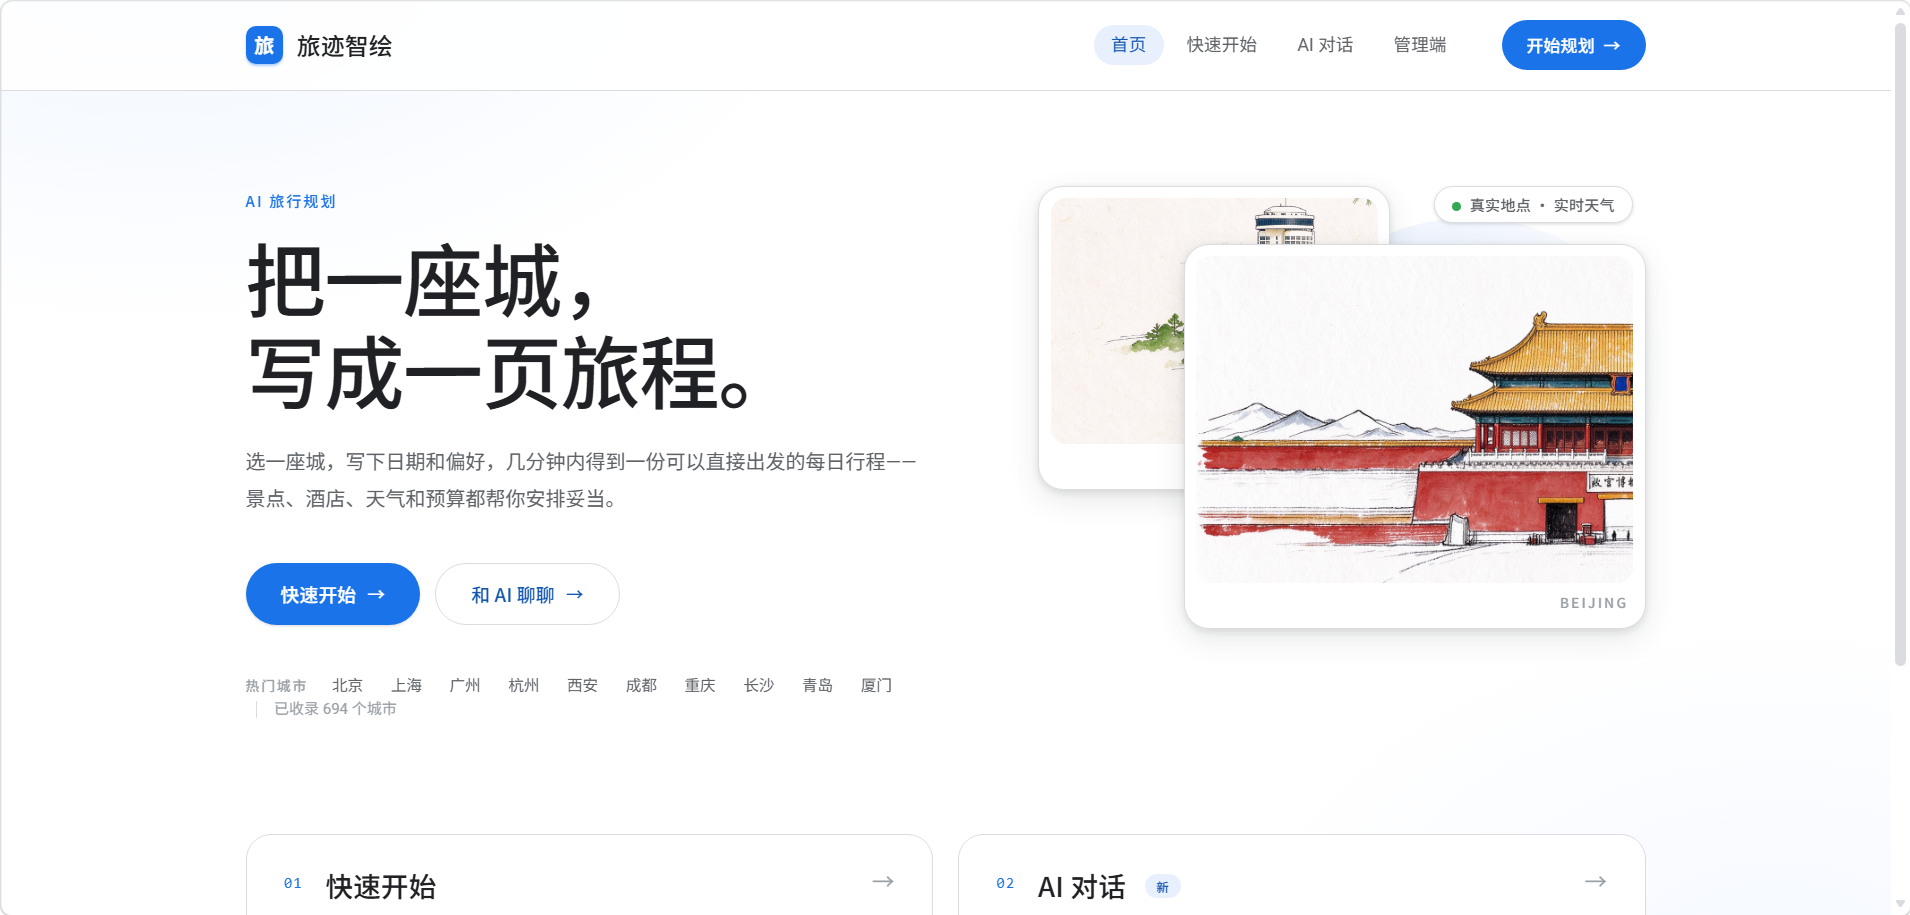 旅 旅迹智绘
首页 快速开始 AI 对话 管理端 开始规划 →
AI 旅行规划
把一座城，
写成一页旅程。
选一座城，写下日期和偏好，几分钟内得到一份可以直接出发的每日行程——
景点、酒店、天气和预算都帮你安排妥当。
快速开始 → 和 AI 聊聊 →
热门城市 北京 上海 广州 杭州 西安 成都 重庆 长沙 青岛 厦门
已收录 694 个城市
真实地点 · 实时天气
故宫博
BEIJING
01 快速开始 →
02 AI 对话 新 →